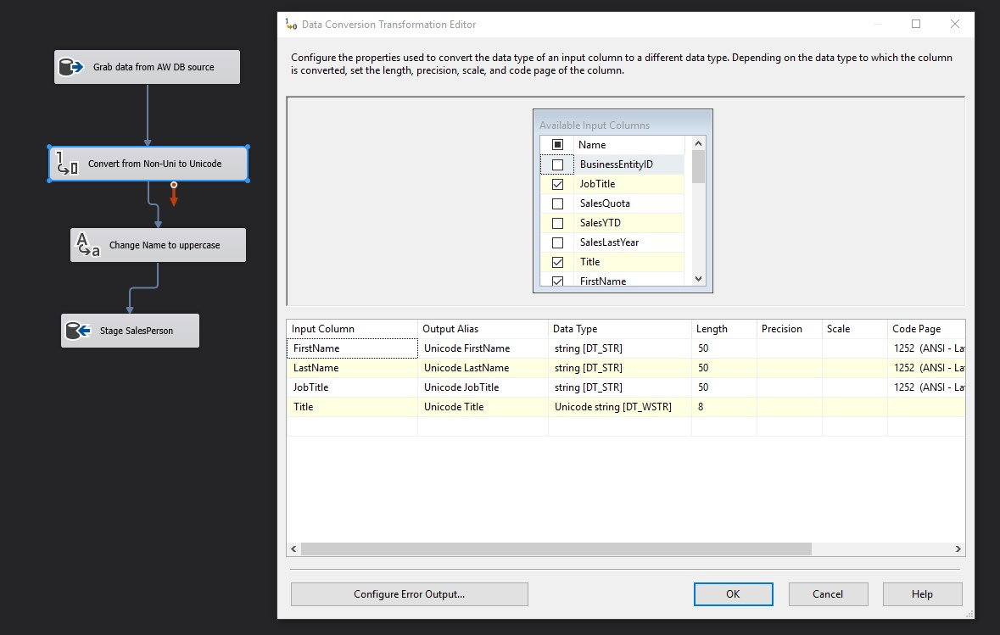 Data Conversion Transformation Editor
Configure the properties used to convert the data type of an input column to a different data type. Depending on the data type to which the column
is converted, set the length, precision, scale, and code page of the column.
Grab data from AW DB source
Convert from Non-Uni to Unicode
Change Name to uppercase
Stage SalesPerson
Available Input Columns
Name
BusinessEntityID
JobTitle
SalesQuota
SalesYTD
SalesLastYear
Title
FirstName
Input Column Output Alias Data Type Length Precision Scale Code Page
FirstName Unicode FirstName string [DT_STR] 50 1252 (ANSI - La
LastName Unicode LastName string [DT_STR] 50 1252 (ANSI - La
JobTitle Unicode JobTitle string [DT_STR] 50 1252 (ANSI - La
Title Unicode Title Unicode string [DT_WSTR] 8
Configure Error Output... OK Cancel Help